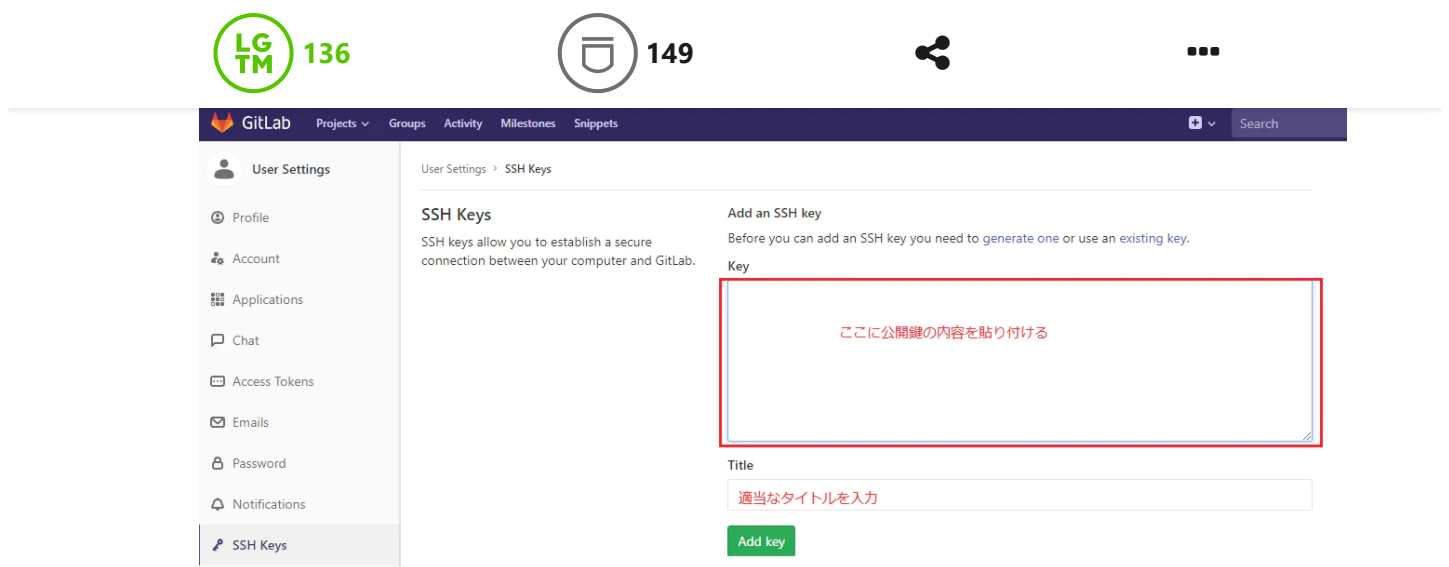 LG
TM
136
149
GitLab Projects Groups Activity Milestones Snippets Search
User Settings
Profile
Account
Applications
Chat
Access Tokens
Emails
Password
Notifications
SSH Keys
User Settings > SSH Keys
SSH Keys
SSH keys allow you to establish a secure
connection between your computer and GitLab.
Add an SSH key
Before you can add an SSH key you need to generate one or use an existing key.
Key
ここに公開鍵の内容を貼り付ける
Title
適当なタイトルを入力
Add key